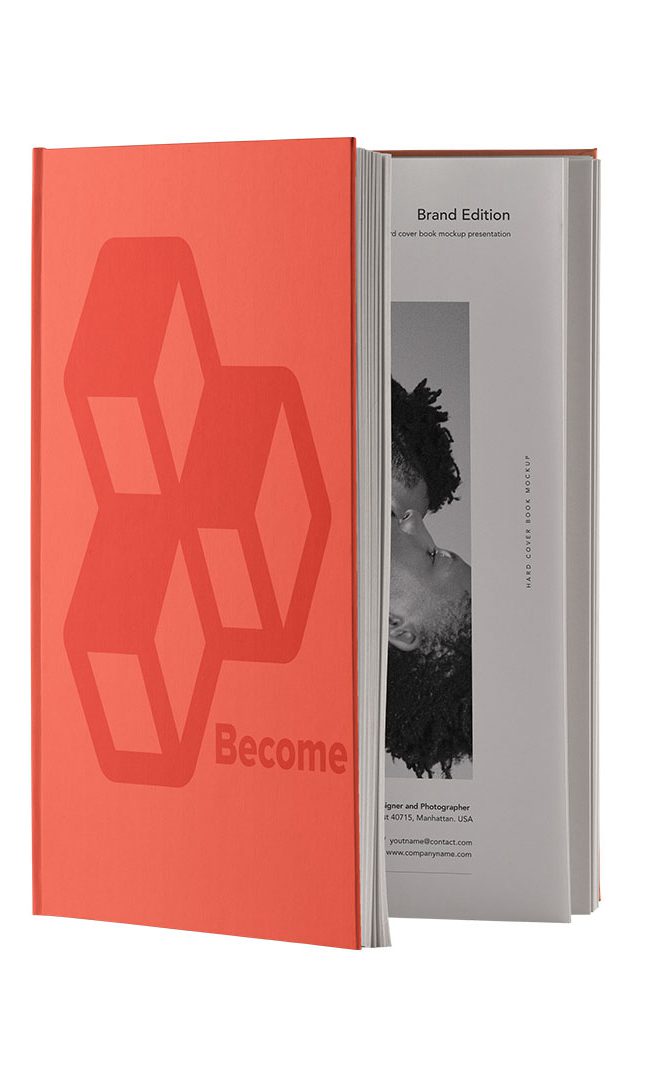 Become
Brand Edition
cover book mockup presentation
HARD COVER BOOK MOCKUP
and Photographer
40715, Manhattan. USA
youtname@contact.com
www.companyname.com